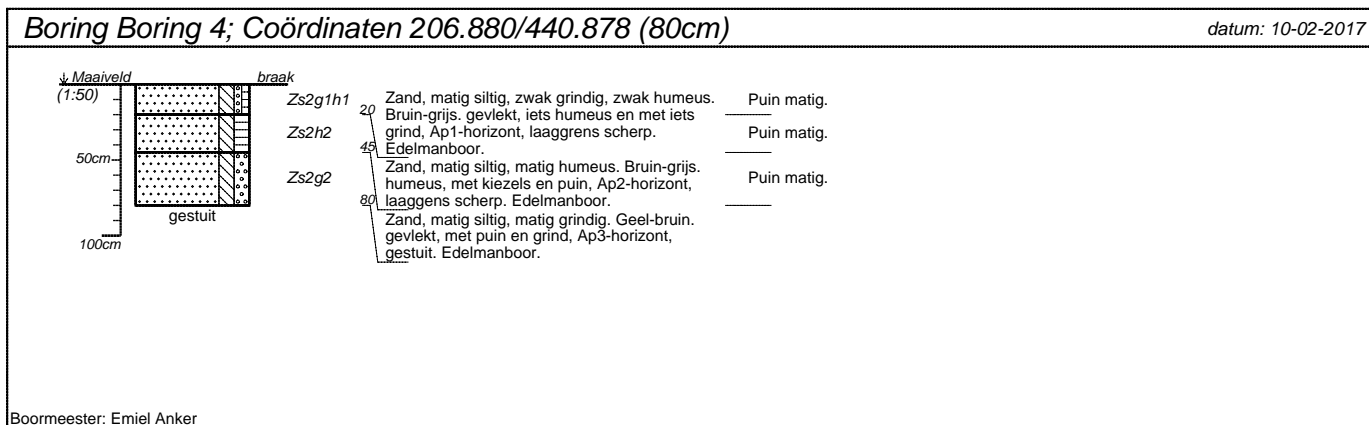 Boring Boring 4; Coördinaten 206.880/440.878 (80cm)
datum: 10-02-2017
Maaiveld
braak
(1:50)
Zs2g1h1
20
Zand, matig siltig, zwak grindig, zwak humeus.
Bruin-grijs. gevlekt, iets humeus en met iets
grind, Ap1-horizont, laaggrens scherp.
Edelmanboor.
Puin matig.
Zs2h2
45
Zand, matig siltig, matig humeus. Bruin-grijs.
humeus, met kiezels en puin, Ap2-horizont,
laaggens scherp. Edelmanboor.
Puin matig.
50cm
Zs2g2
80
Zand, matig siltig, matig grindig. Geel-bruin.
gevlekt, met puin en grind, Ap3-horizont,
gestuit. Edelmanboor.
Puin matig.
gestuit
100cm
Boormeester: Emiel Anker